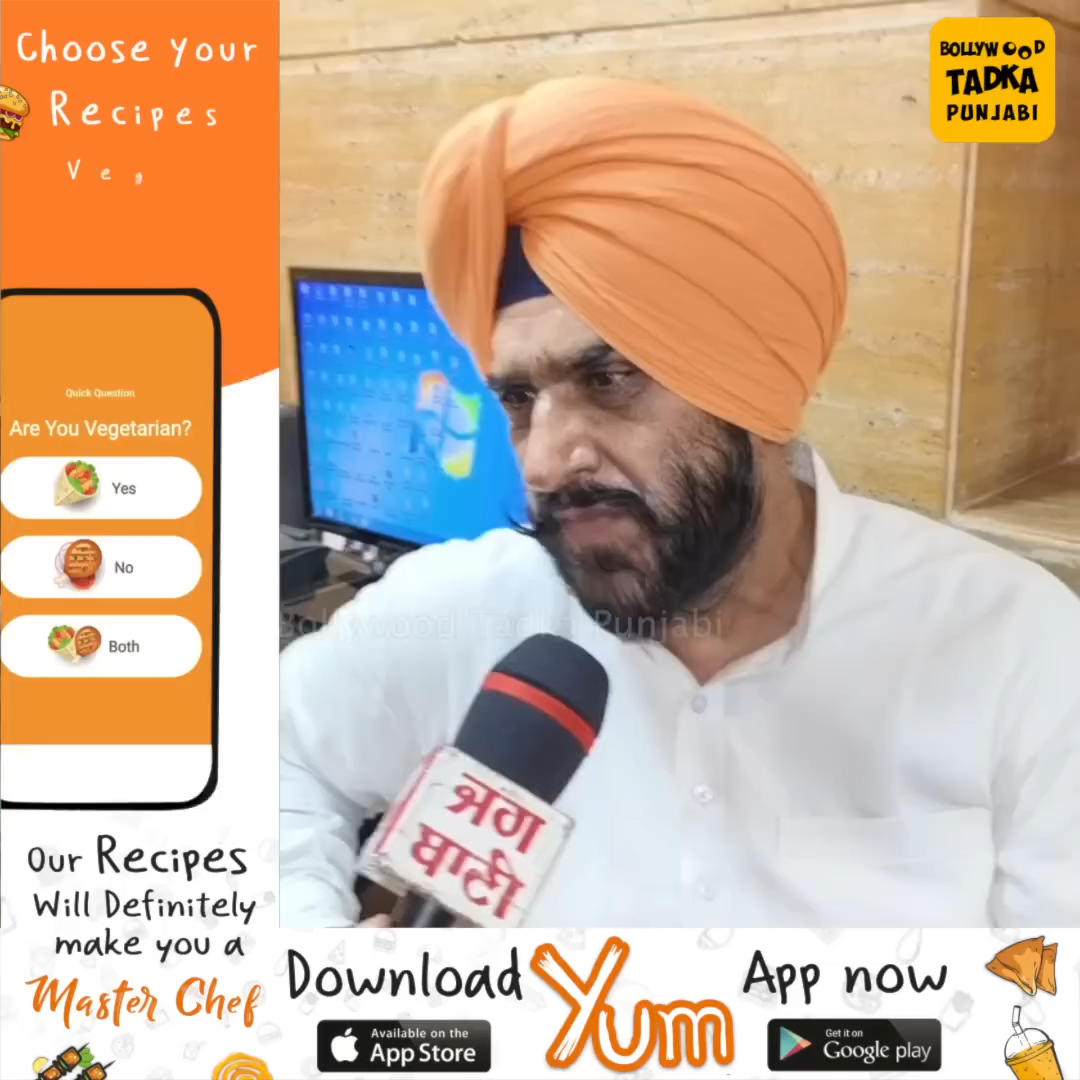 Choose Your
Recipes
Veg
Quick Question
Are You Vegetarian?
Yes
No
Both
Our Recipes
Will Definitely
make you a
Master Chef
BOLLYWOOD
TADKA
PUNJABI
Bollywood Tadka Punjabi
ਬਾਣੀ
Download Yum App now
Available on the
App Store
Get it on
Google play